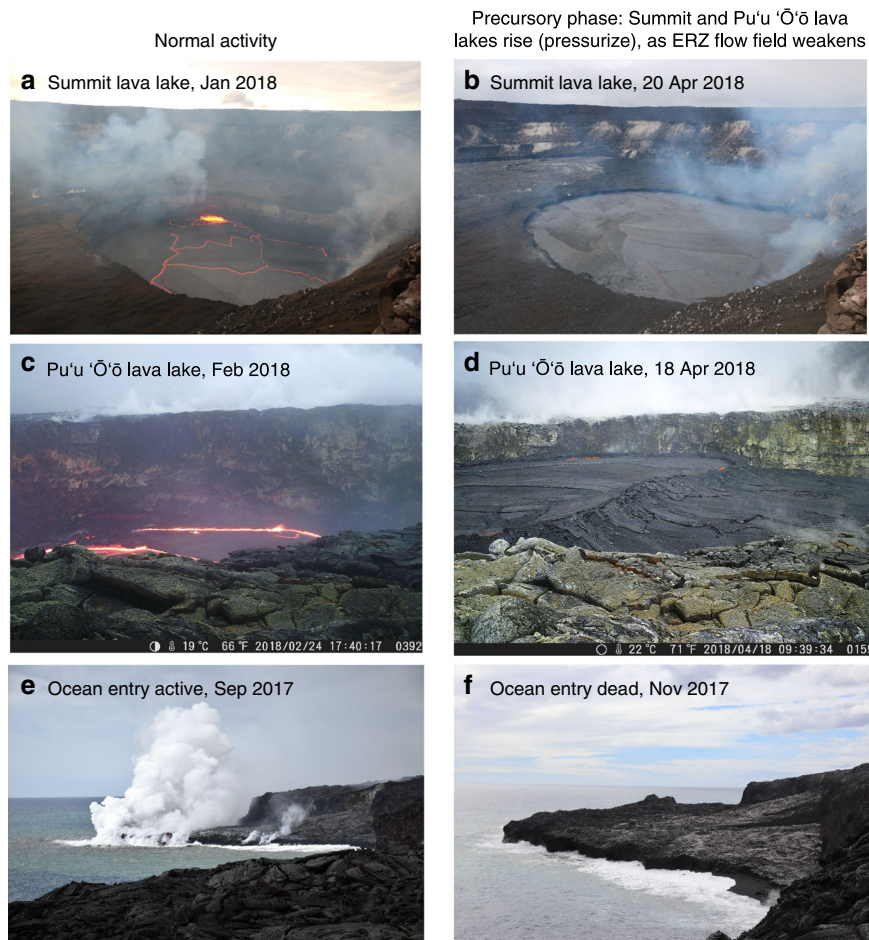 Normal activity
Precursory phase: Summit and Pu‘u ‘Ō‘ō lava
lakes rise (pressurize), as ERZ flow field weakens
a Summit lava lake, Jan 2018
b Summit lava lake, 20 Apr 2018
c Pu‘u ‘Ō‘ō lava lake, Feb 2018
d Pu‘u ‘Ō‘ō lava lake, 18 Apr 2018
19 °C 66 °F 2018/02/24 17:40:17 0392
22 °C 71 °F 2018/04/18 09:39:34 0159
e Ocean entry active, Sep 2017
f Ocean entry dead, Nov 2017